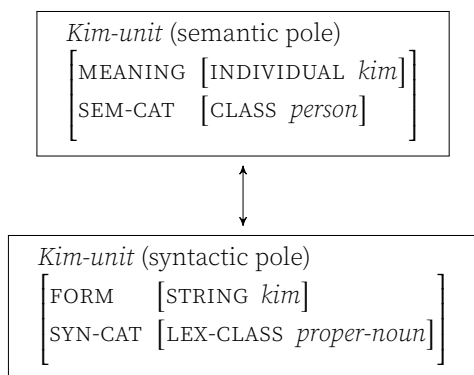 Kim-unit (semantic pole)
MEANING [INDIVIDUAL kim]
SEM-CAT [CLASS person]
Kim-unit (syntactic pole)
FORM [STRING kim]
SYN-CAT [LEX-CLASS proper-noun]